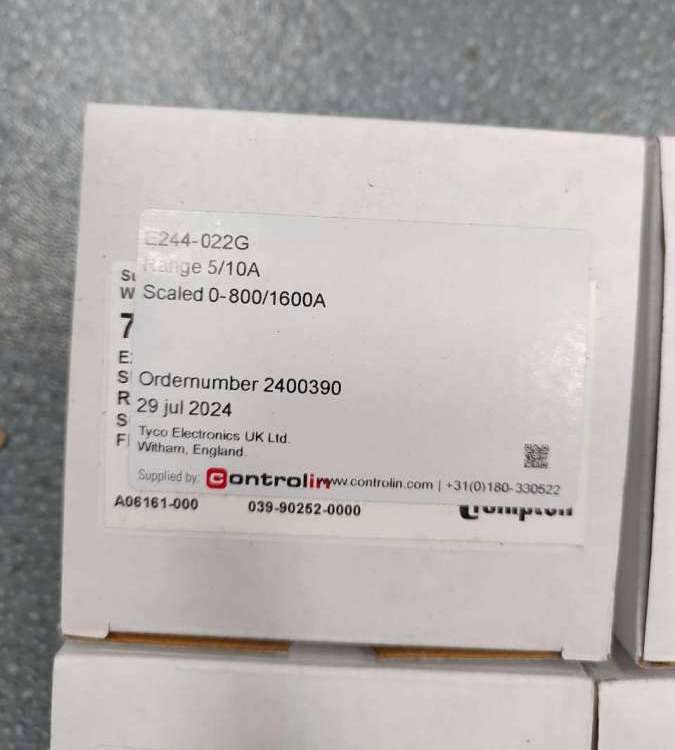 E244-022G
Range 5/10A
Scaled 0-800/1600A
Ordernumber 2400390
29 jul 2024
Tyco Electronics UK Ltd.
Witham, England.
Supplied by: Controlin www.controlin.com | +31(0)180-330522
A06161-000 039-90252-0000 Crompton